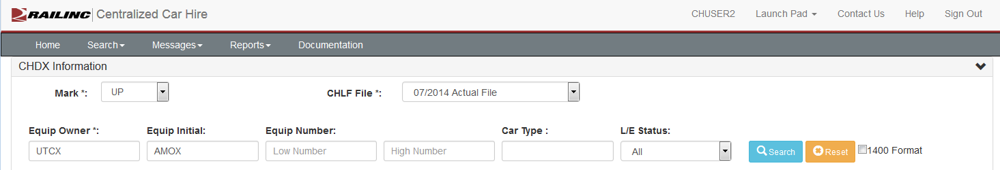 RAILINC Centralized Car Hire CHUSER2 Launch Pad Contact Us Help Sign Out
Home Search Messages Reports Documentation
CHDX Information
Mark *: UP CHLF File *: 07/2014 Actual File
Equip Owner *: Equip Initial: Equip Number: Car Type : L/E Status:
UTCX AMOX Low Number High Number All Search Reset 1400 Format